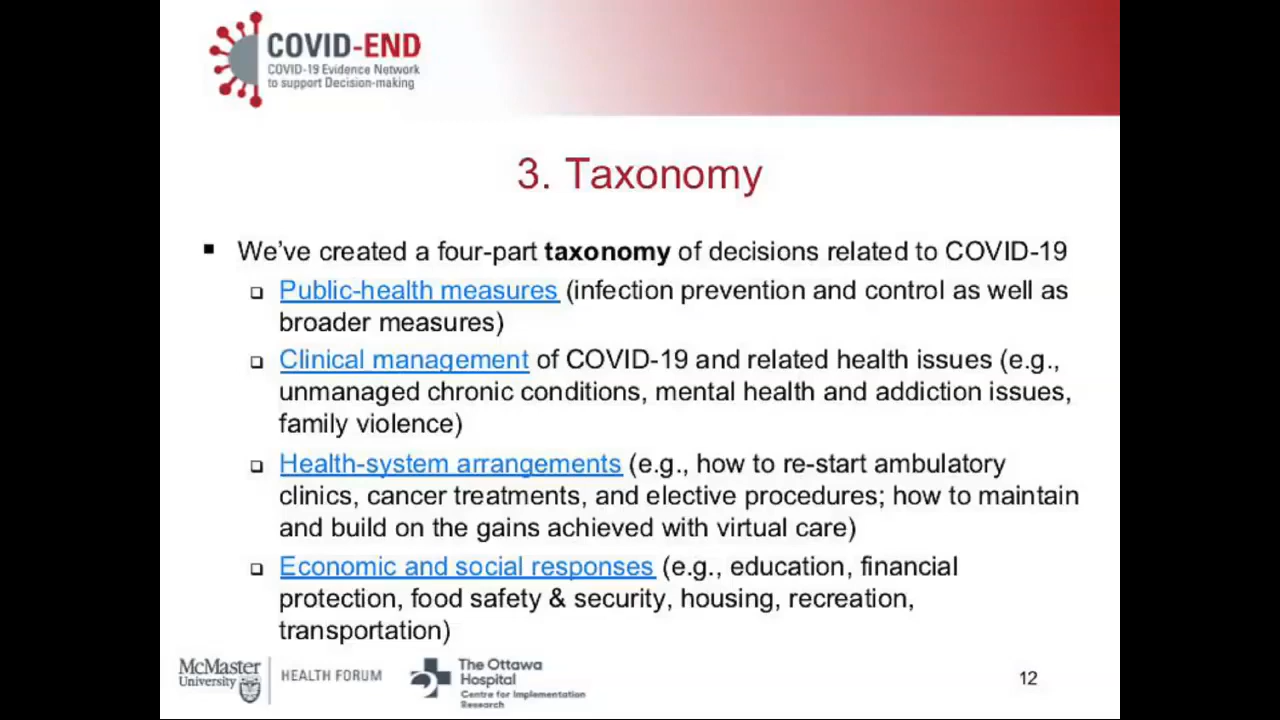 COVID-END
COVID-19 Evidence Network
to support Decision-making
3. Taxonomy
▪ We've created a four-part taxonomy of decisions related to COVID-19
❑ Public-health measures (infection prevention and control as well as
broader measures)
❑ Clinical management of COVID-19 and related health issues (e.g.,
unmanaged chronic conditions, mental health and addiction issues,
family violence)
❑ Health-system arrangements (e.g., how to re-start ambulatory
clinics, cancer treatments, and elective procedures; how to maintain
and build on the gains achieved with virtual care)
❑ Economic and social responses (e.g., education, financial
protection, food safety & security, housing, recreation,
transportation)
McMaster
University
HEALTH FORUM
The Ottawa
Hospital
Centre for Implementation
Research
12